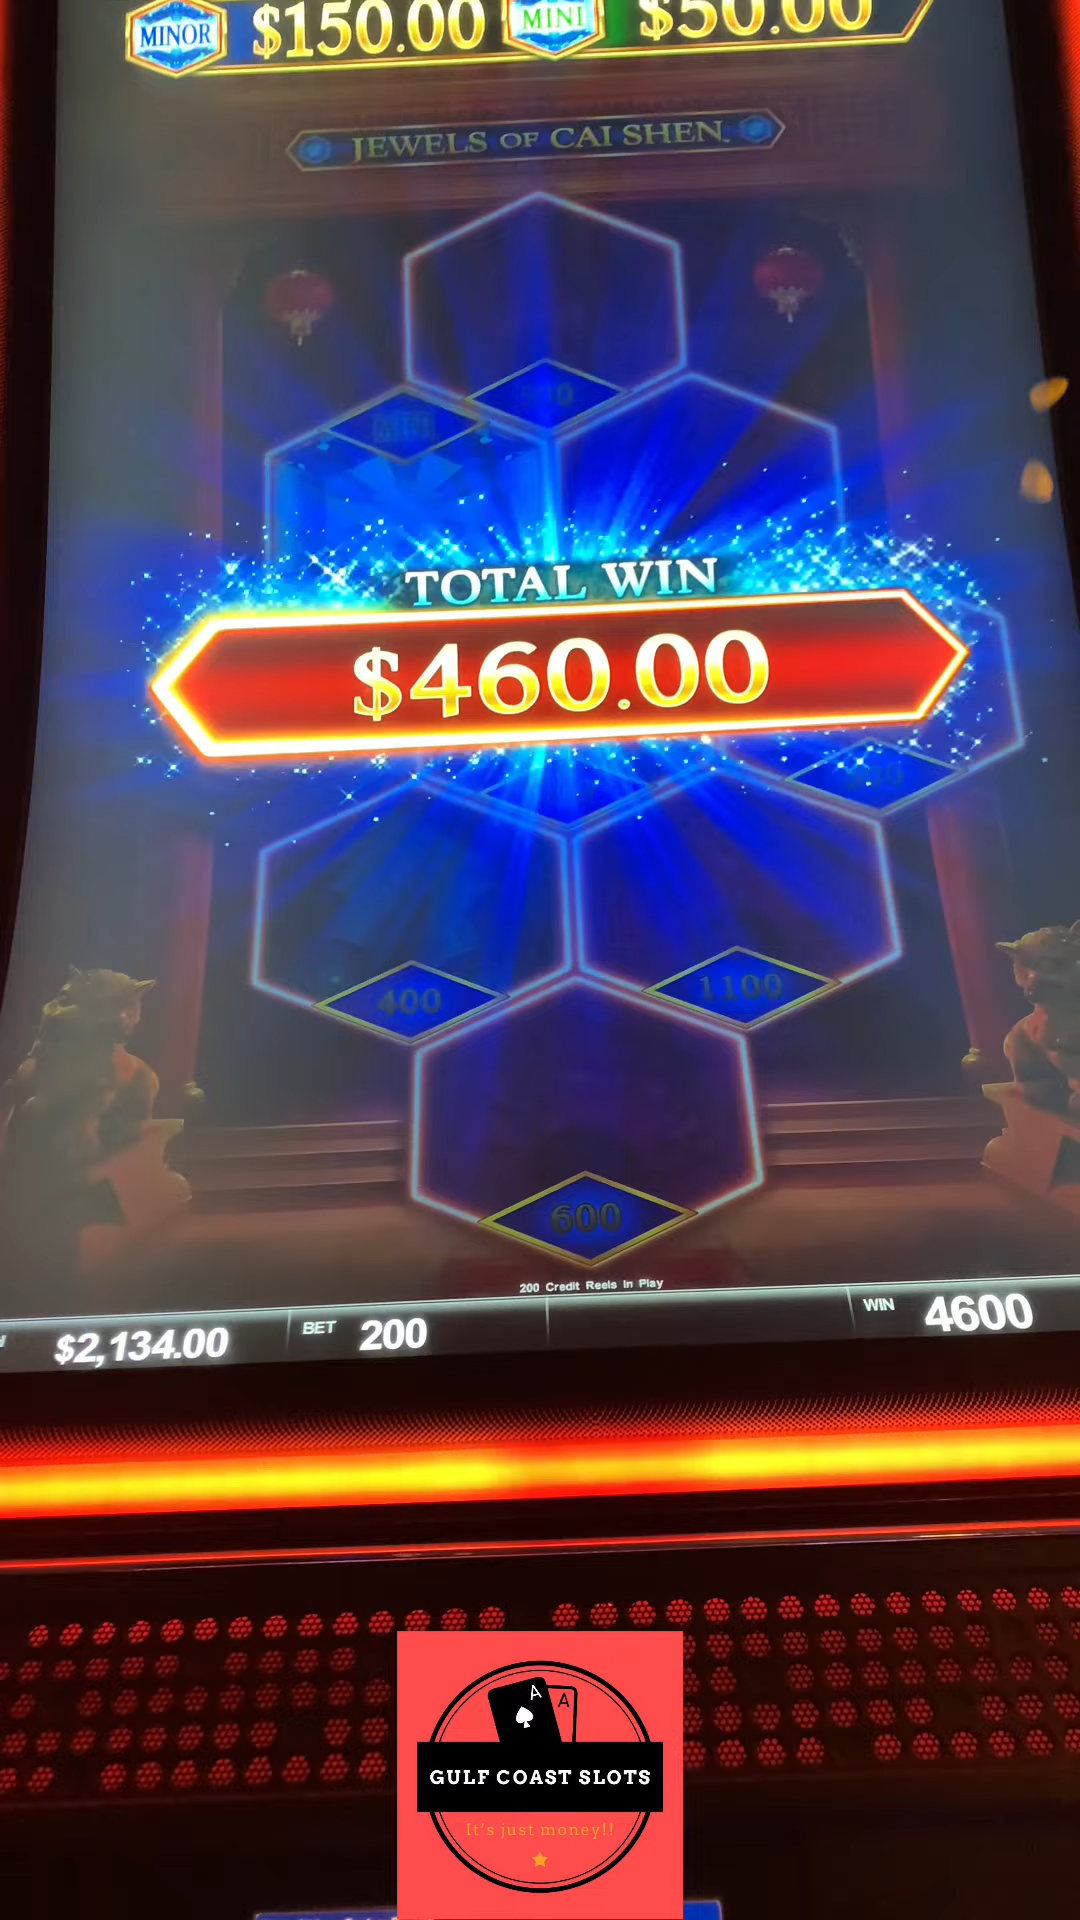 MINOR $150.00 MINI $50.00
JEWELS OF CAI SHEN™
TOTAL WIN
$460.00
400
1100
600
200 Credit Reels In Play
$2,134.00 BET 200 WIN 4600
A
A
GULF COAST SLOTS
It's just money!!